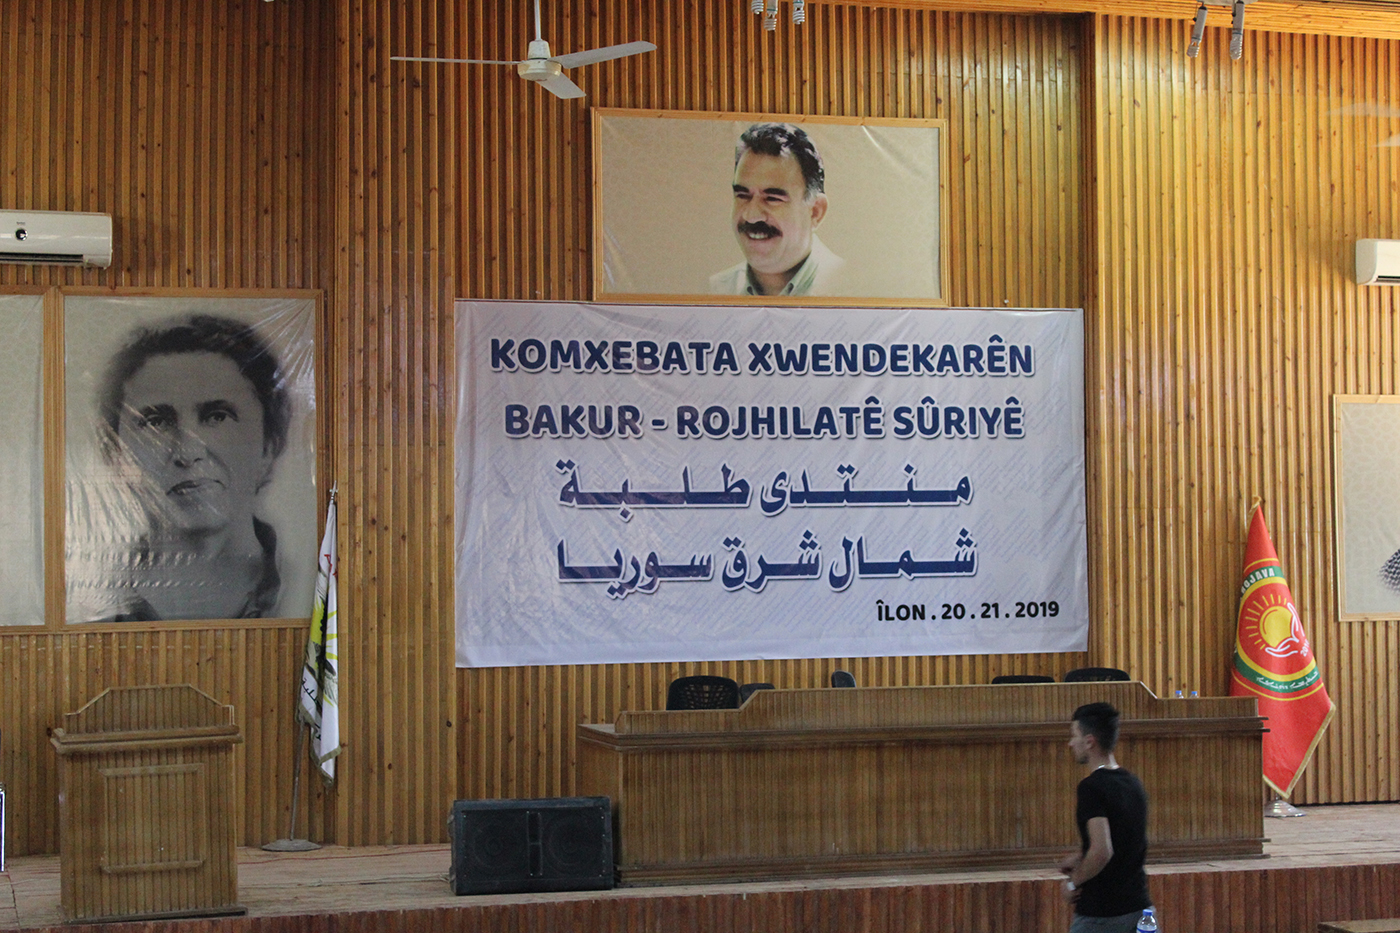 KOMXEBATA XWENDEKARÊN
BAKUR - ROJHILATÊ SÛRIYÊ
منتدى طلبة
شمال شرق سوريا
ÎLON . 20 . 21 . 2019